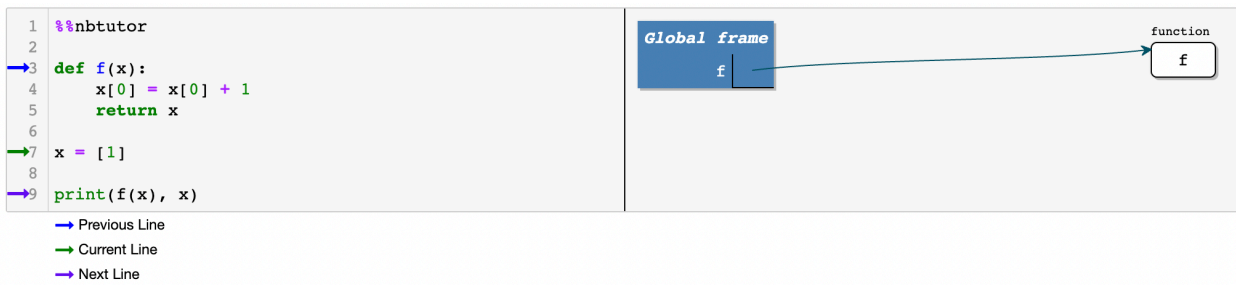 1 %%nbtutor
2
3 def f(x):
4     x[0] = x[0] + 1
5     return x
6
7 x = [1]
8
9 print(f(x), x)
Previous Line
Current Line
Next Line
Global frame
f
function
f